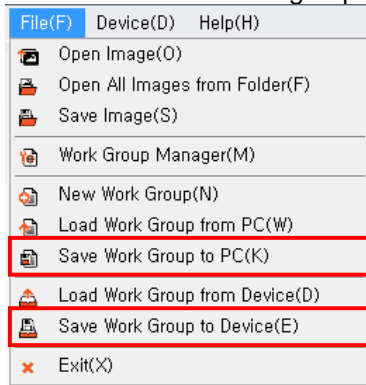 File(F) Device(D) Help(H)
Open Image(O)
Open All Images from Folder(F)
Save Image(S)
Work Group Manager(M)
New Work Group(N)
Load Work Group from PC(W)
Save Work Group to PC(K)
Load Work Group from Device(D)
Save Work Group to Device(E)
Exit(X)